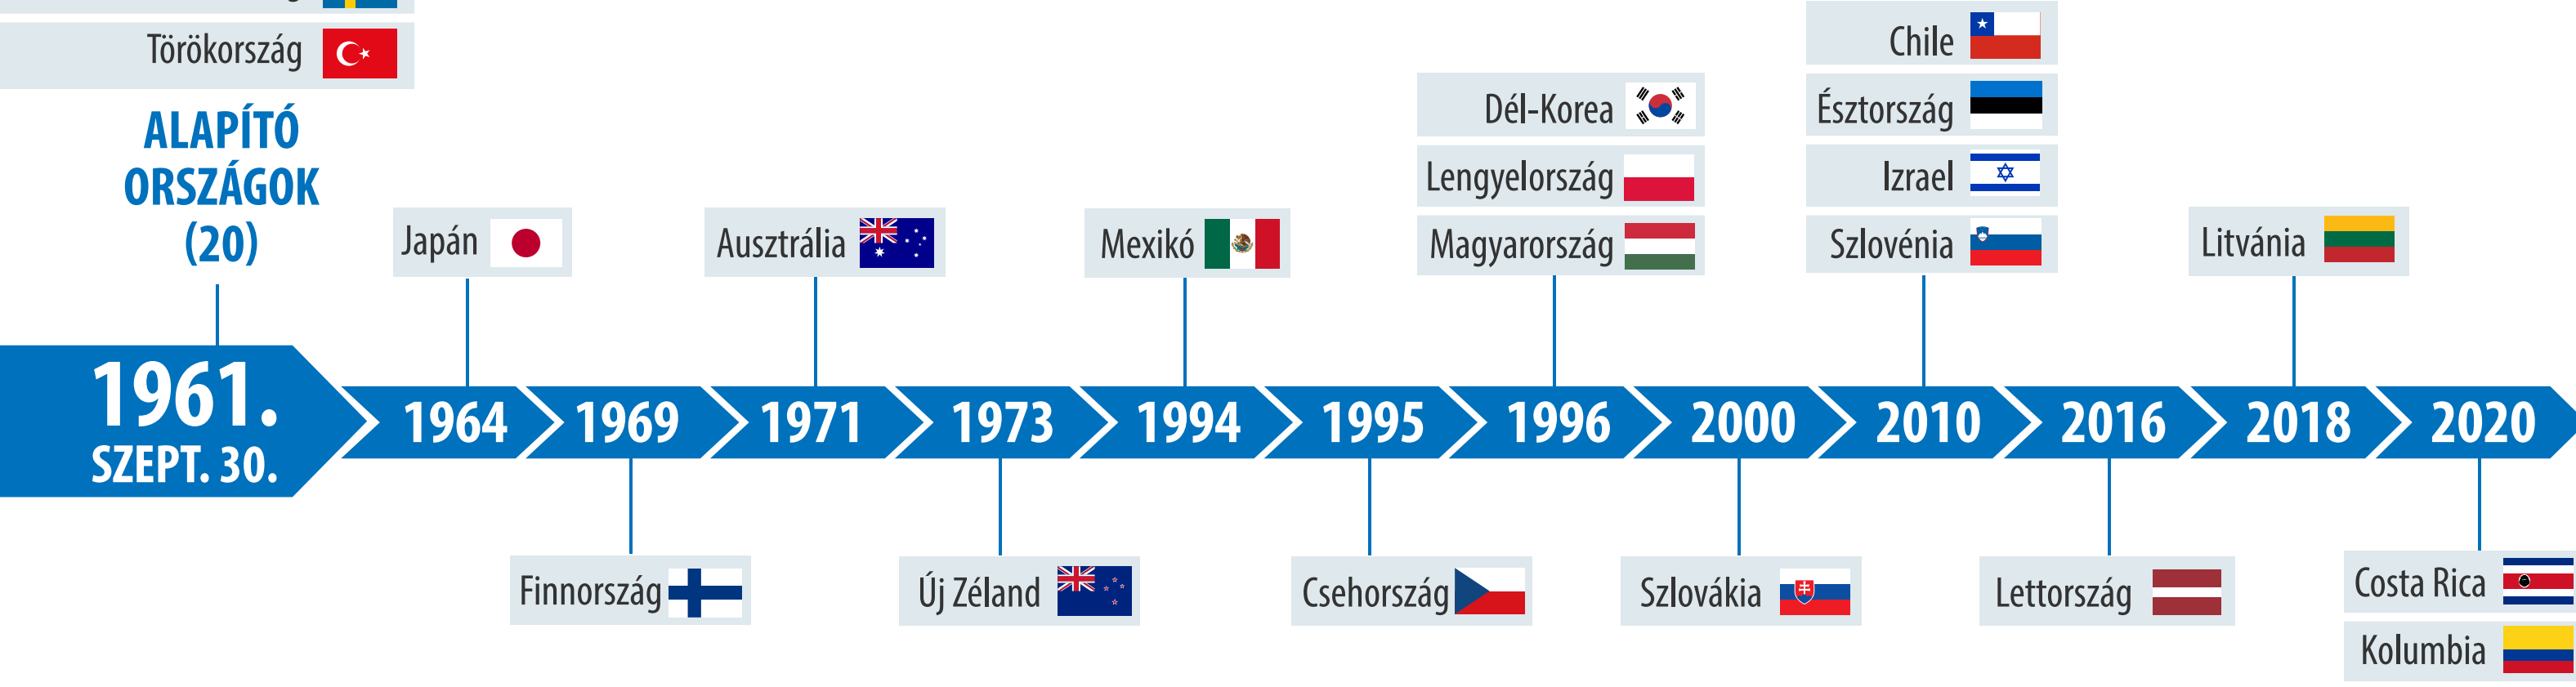 Törökország
ALAPÍTÓ
ORSZÁGOK
(20)
Japán
Ausztrália
Mexikó
Dél-Korea
Lengyelország
Magyarország
Chile
Észtország
Izrael
Szlovénia
Litvánia
1961.
SZEPT. 30.
1964
1969
1971
1973
1994
1995
1996
2000
2010
2016
2018
2020
Finnország
Új Zéland
Csehország
Szlovákia
Lettország
Costa Rica
Kolumbia